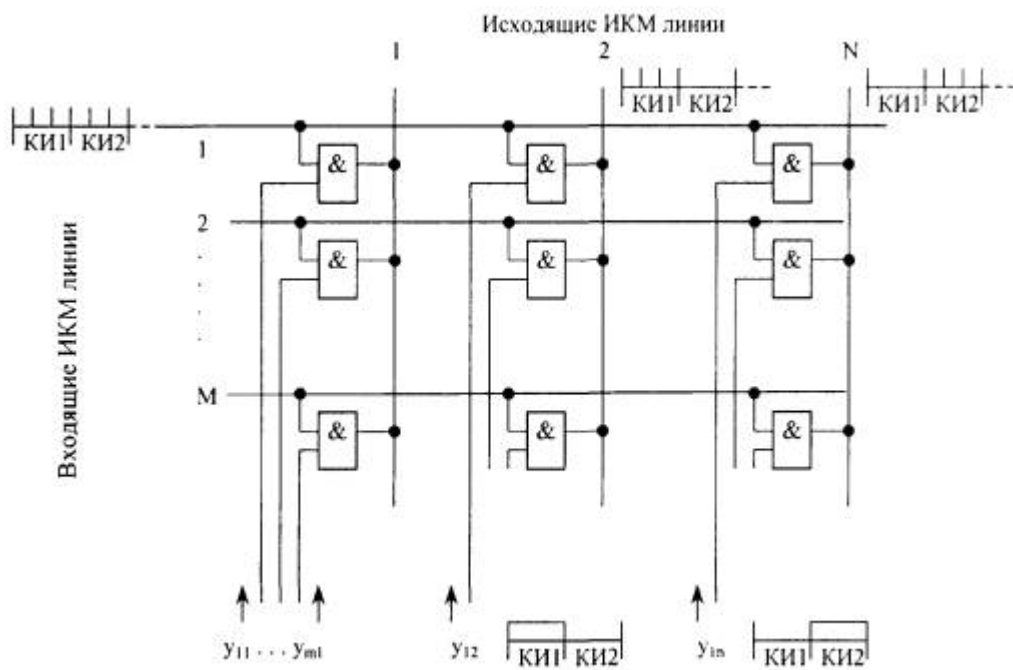 Исходящие ИКМ линии
1 2 N
КИ1 КИ2 КИ1 КИ2
КИ1 КИ2
1
& & &
2
& & &
Входящие ИКМ линии
М
& & &
y11 . . . ym1 y12 y1n
КИ1 КИ2 КИ1 КИ2